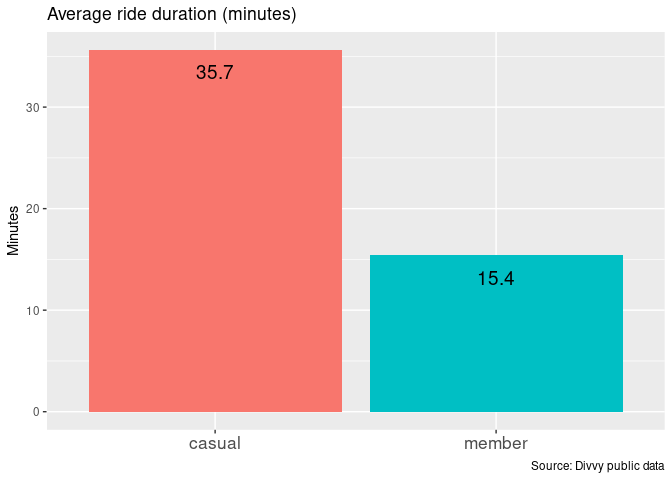 Average ride duration (minutes)
Minutes
30
20
10
0
35.7
15.4
casual
member
Source: Divvy public data